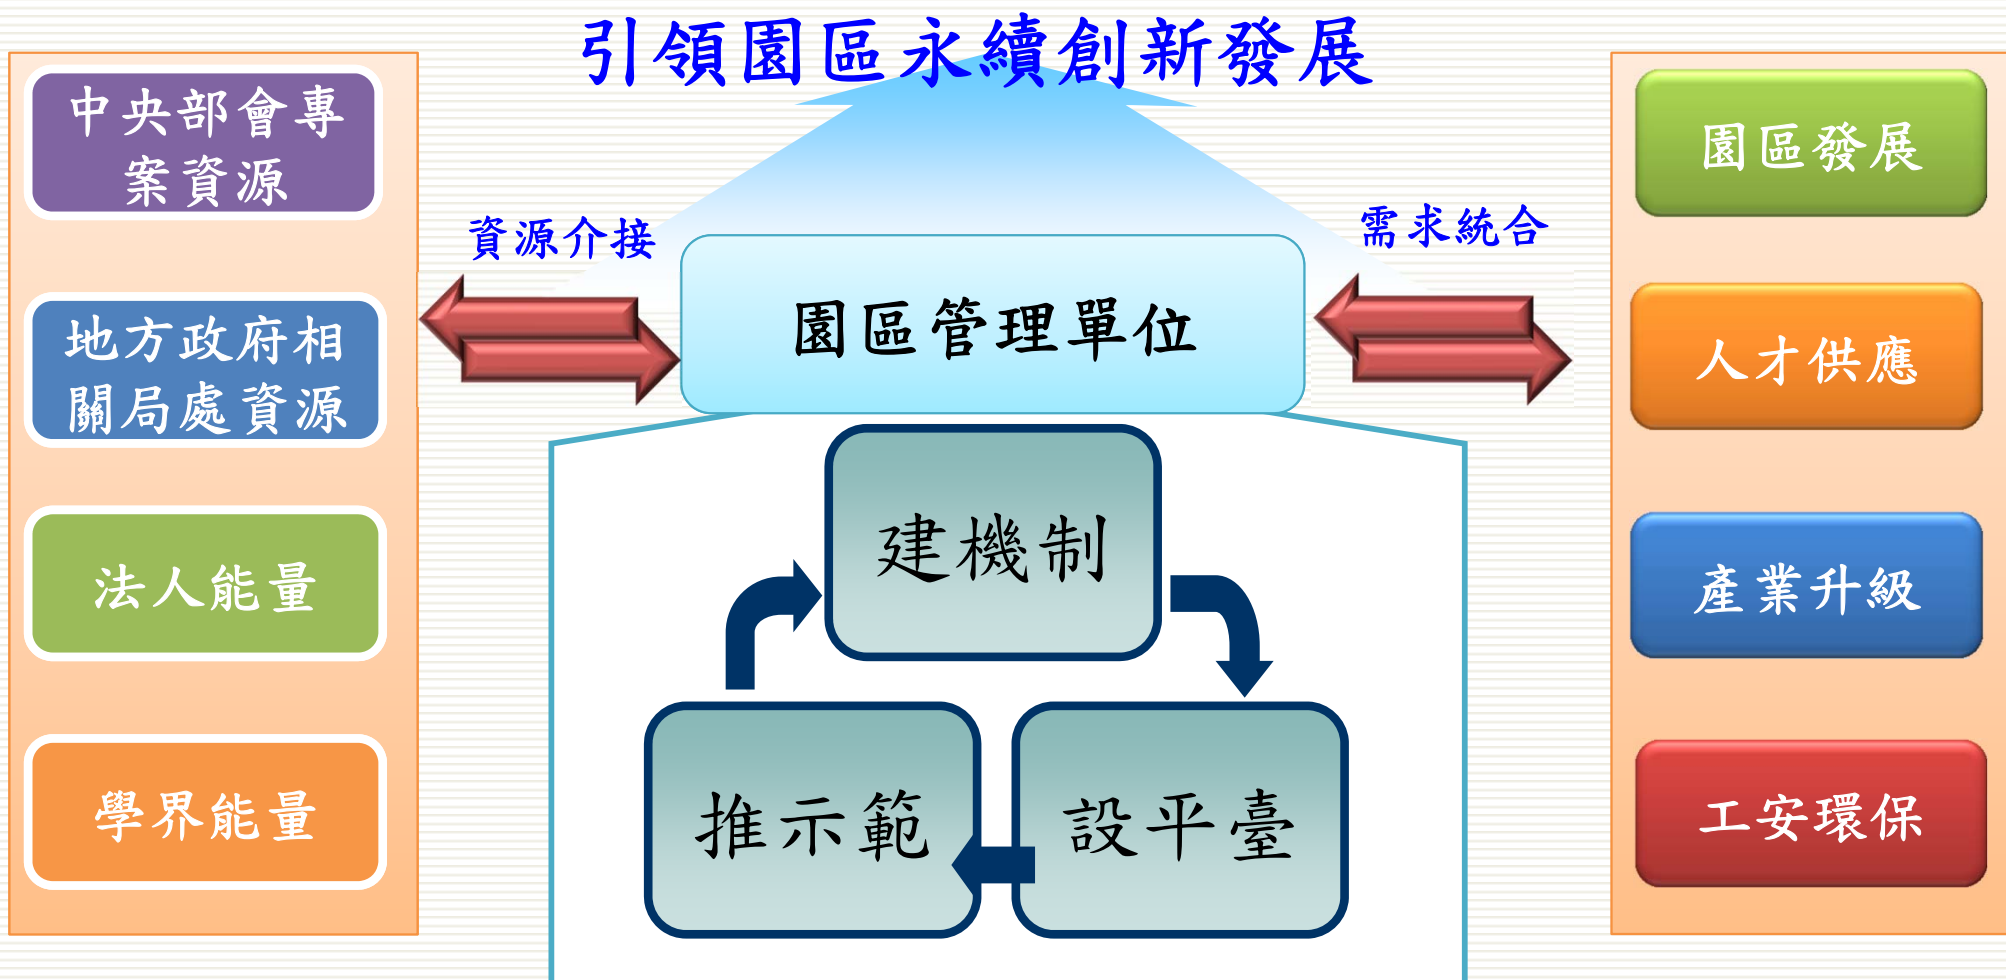 引領園區永續創新發展
中央部會專
案資源
地方政府相
關局處資源
法人能量
學界能量
資源介接
園區管理單位
需求統合
建機制
推示範
設平臺
園區發展
人才供應
產業升級
工安環保